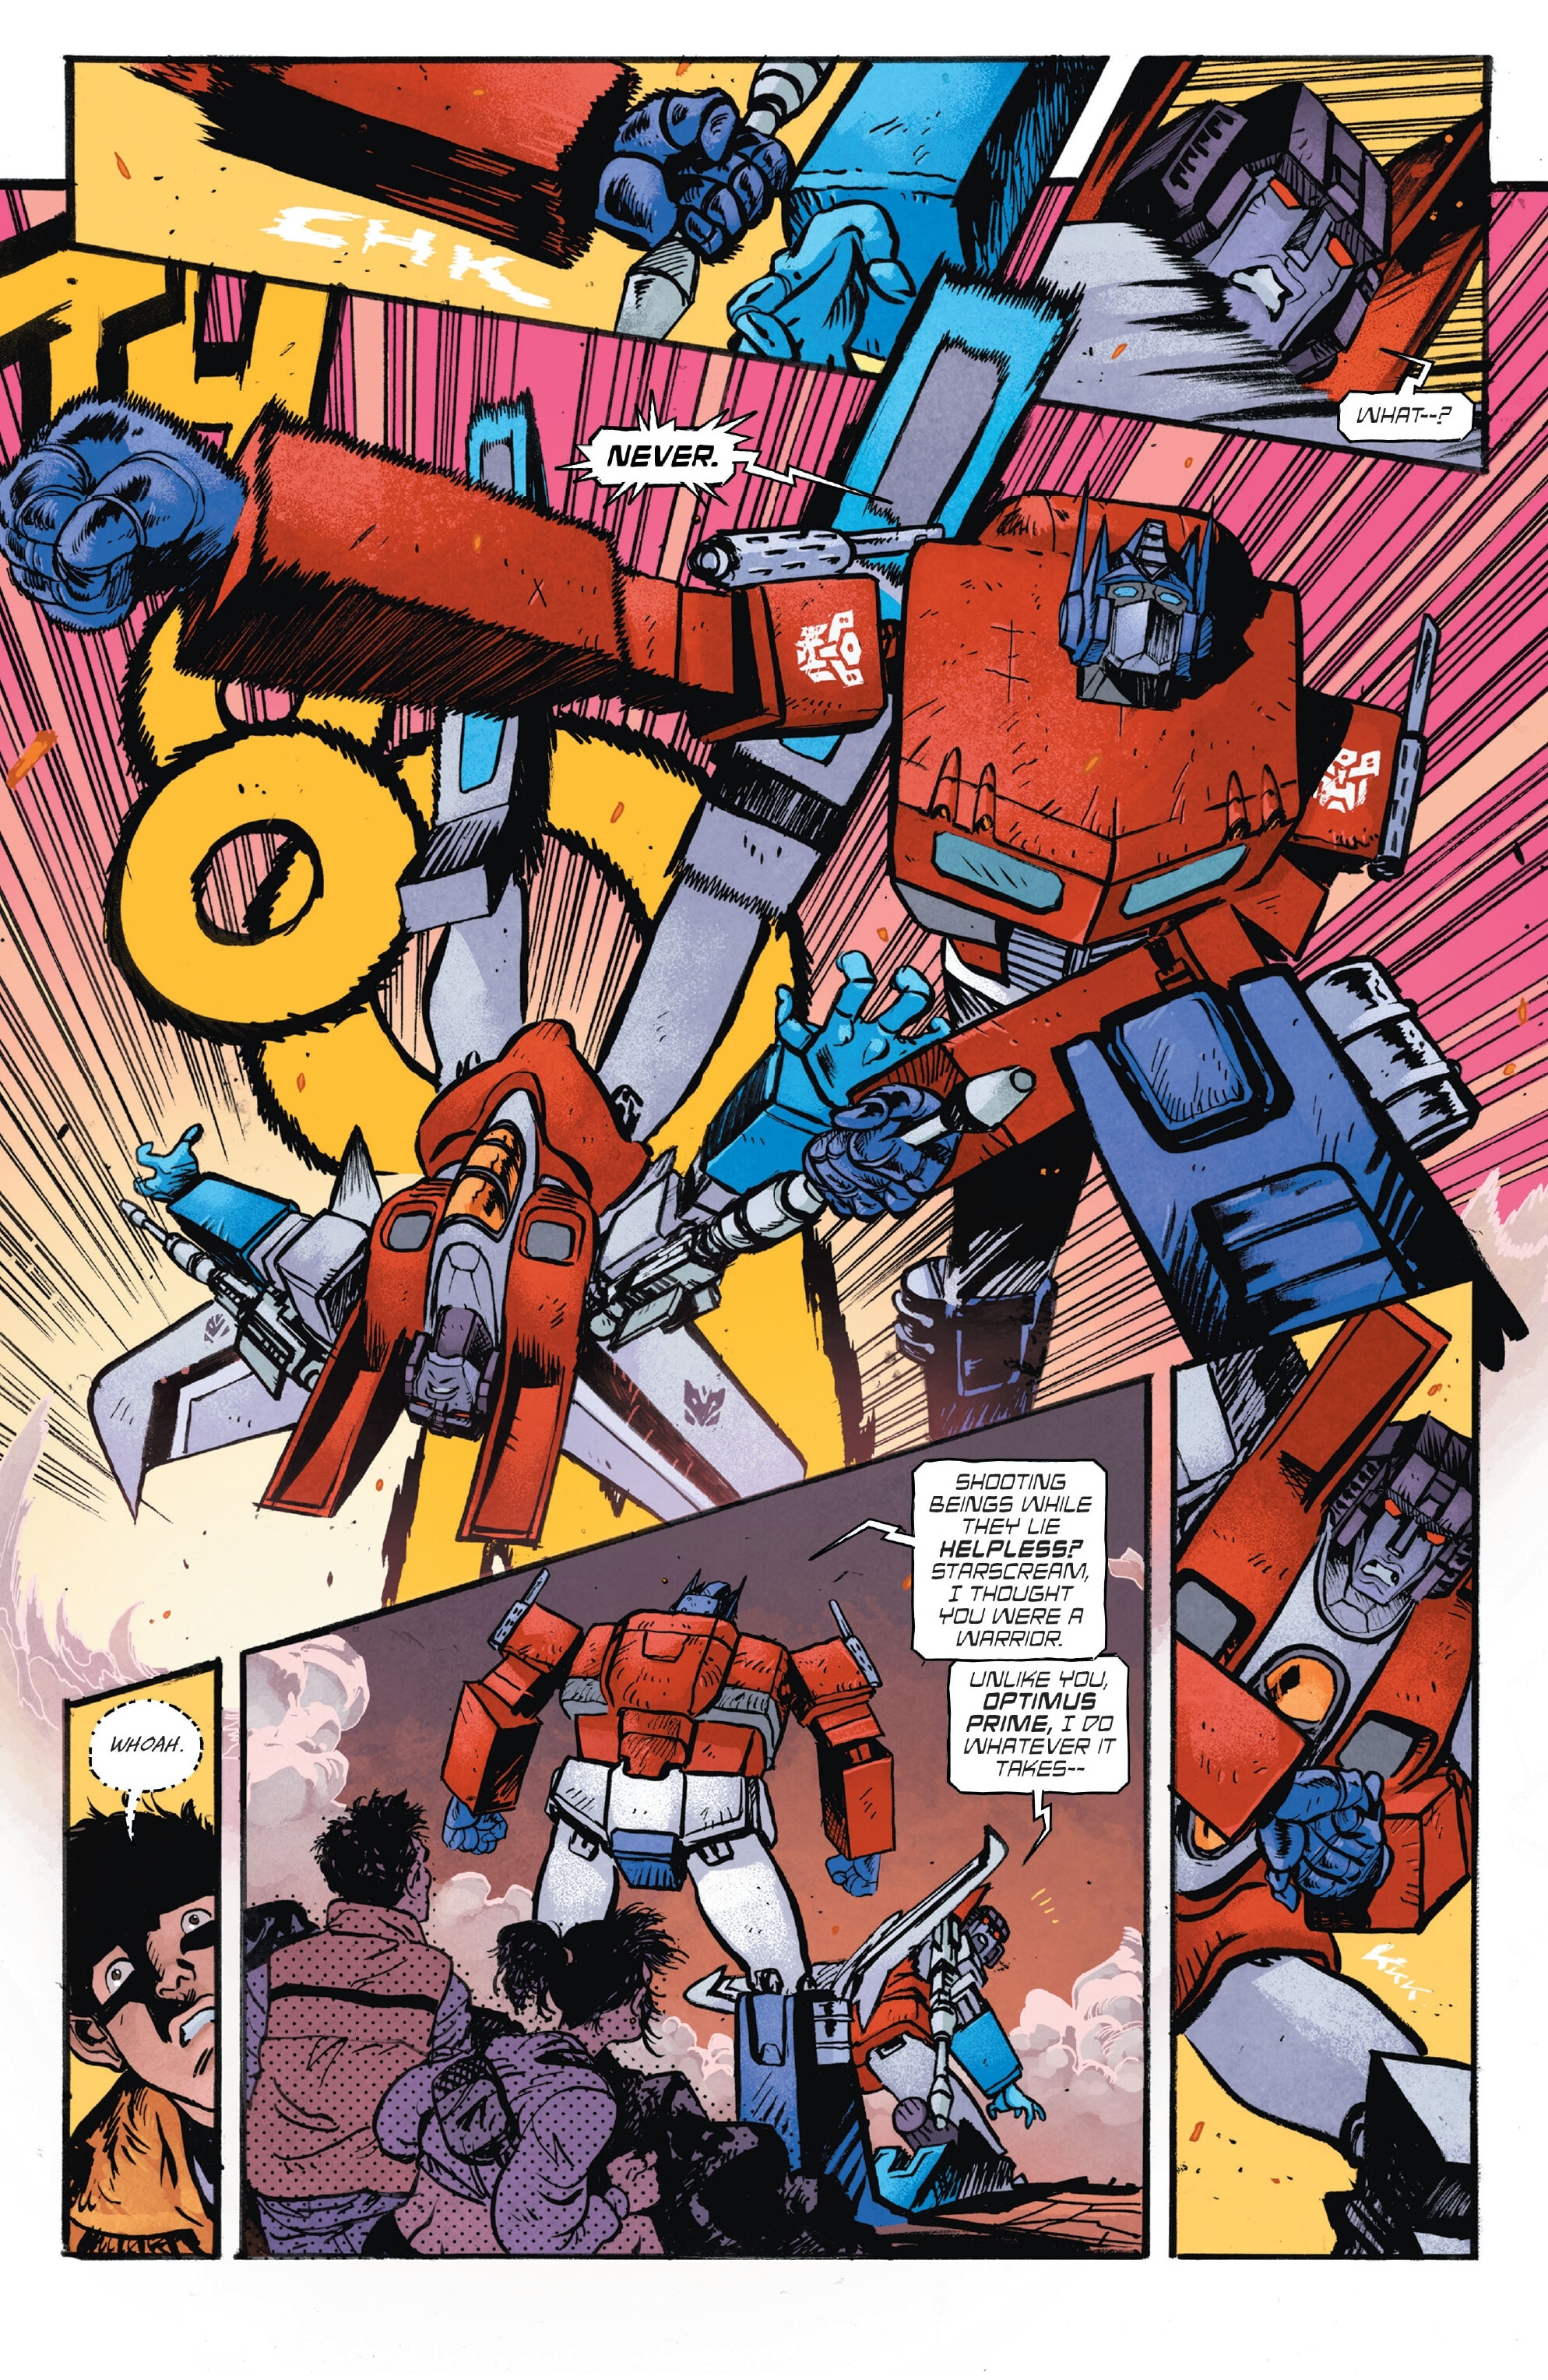 CHK
WHAT--?
NEVER.
WHOAH.
SHOOTING
BEINGS WHILE
THEY LIE
HELPLESS?
STARSCREAM,
I THOUGHT
YOU WERE A
WARRIOR.
UNLIKE YOU,
OPTIMUS
PRIME, I DO
WHATEVER IT
TAKES--
KKK